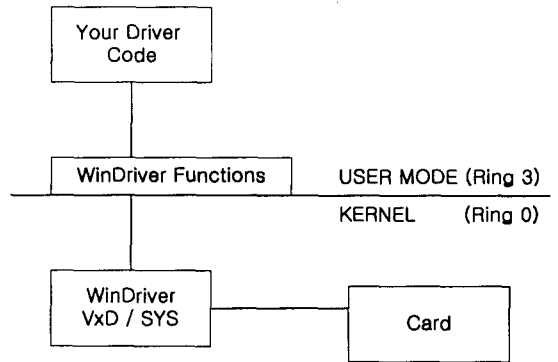 Your Driver
Code
WinDriver Functions
USER MODE (Ring 3)
KERNEL (Ring 0)
WinDriver
VxD / SYS
Card